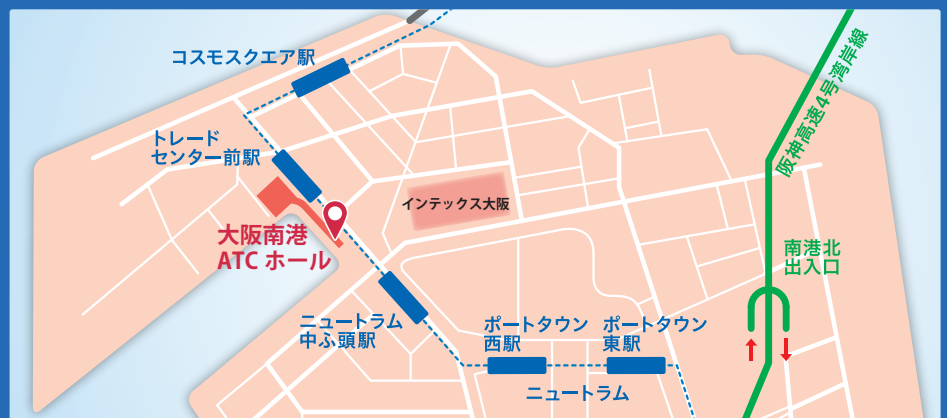 コスモスクエア駅
阪神高速4号湾岸線
トレード
センター前駅
インテックス大阪
大阪南港
ATC ホール
南港北
出入口
ニュートラム
中ふ頭駅
ポートタウン
西駅
ポートタウン
東駅
ニュートラム